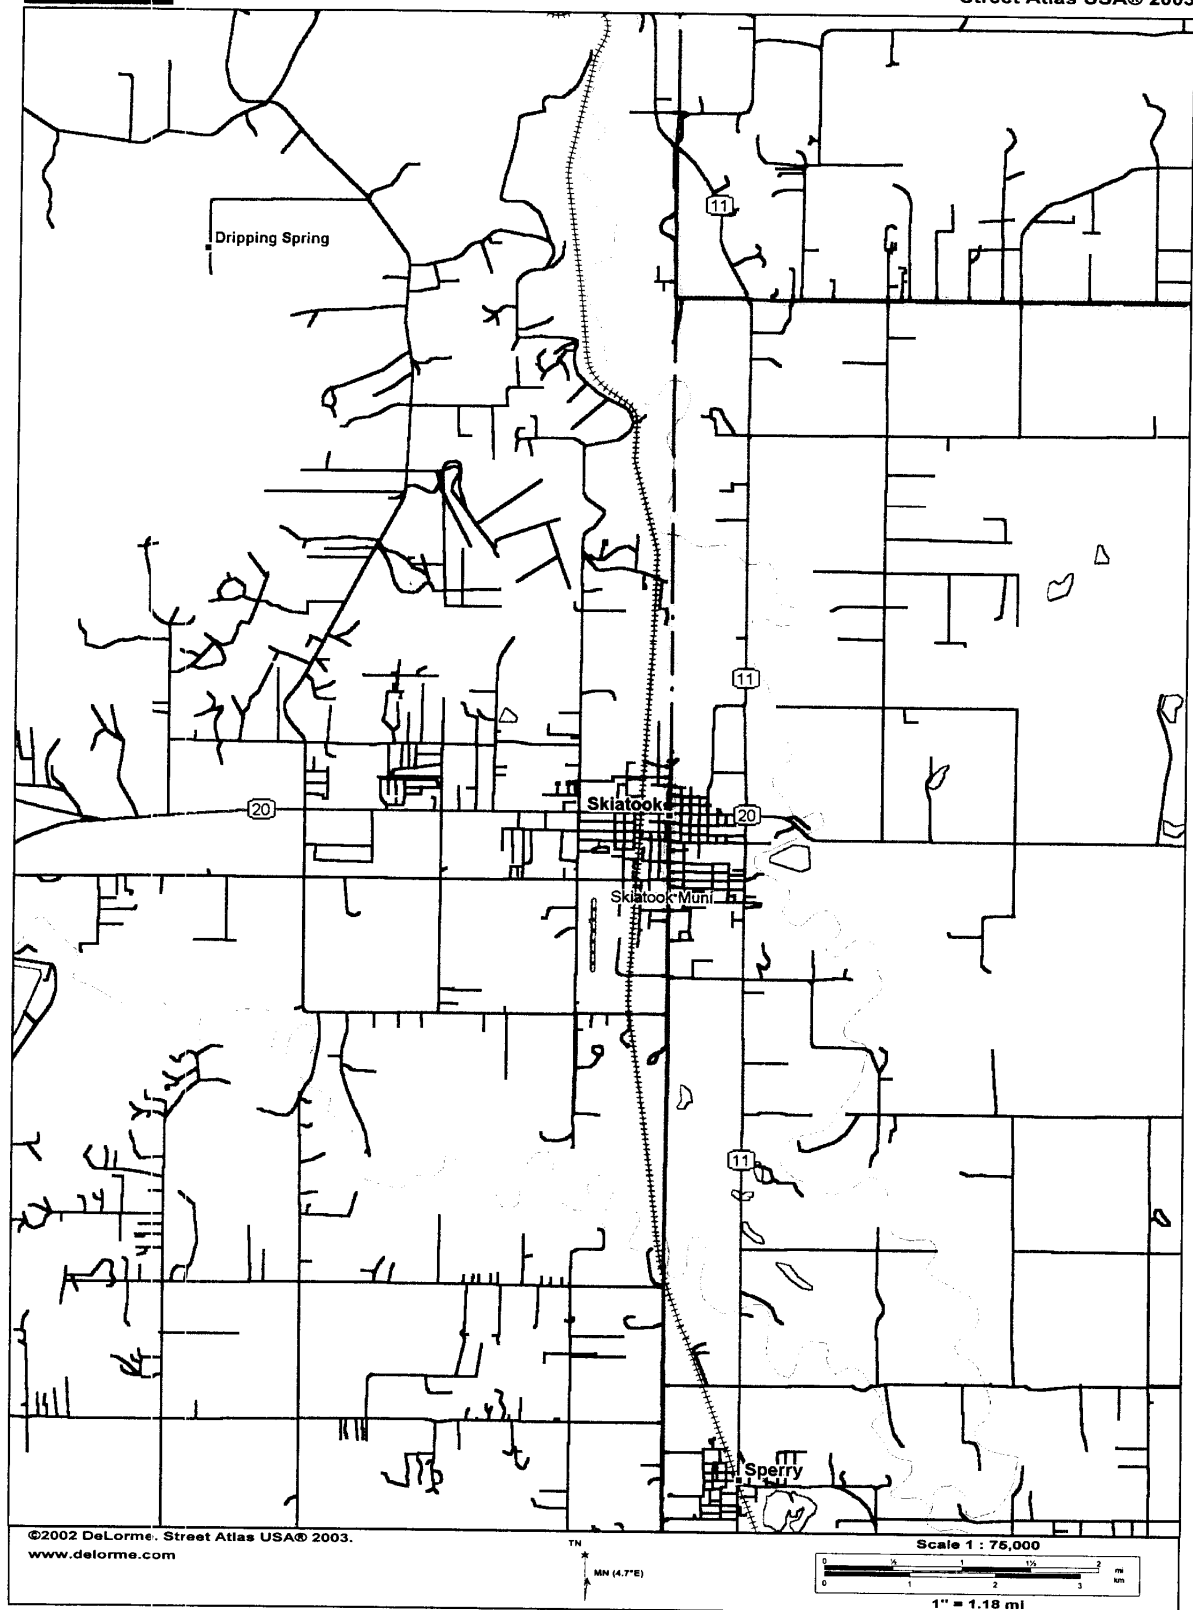 Street Atlas USA® 2003
11
Dripping Spring
11
20
Skiatook
20
Skiatook Muni
11
Sperry
©2002 DeLorme. Street Atlas USA® 2003.
www.delorme.com
TN
MN (4.7°E)
Scale 1 : 75,000
0 ½ 1 1½ 2 mi
0 1 2 3 km
1" = 1.18 mi